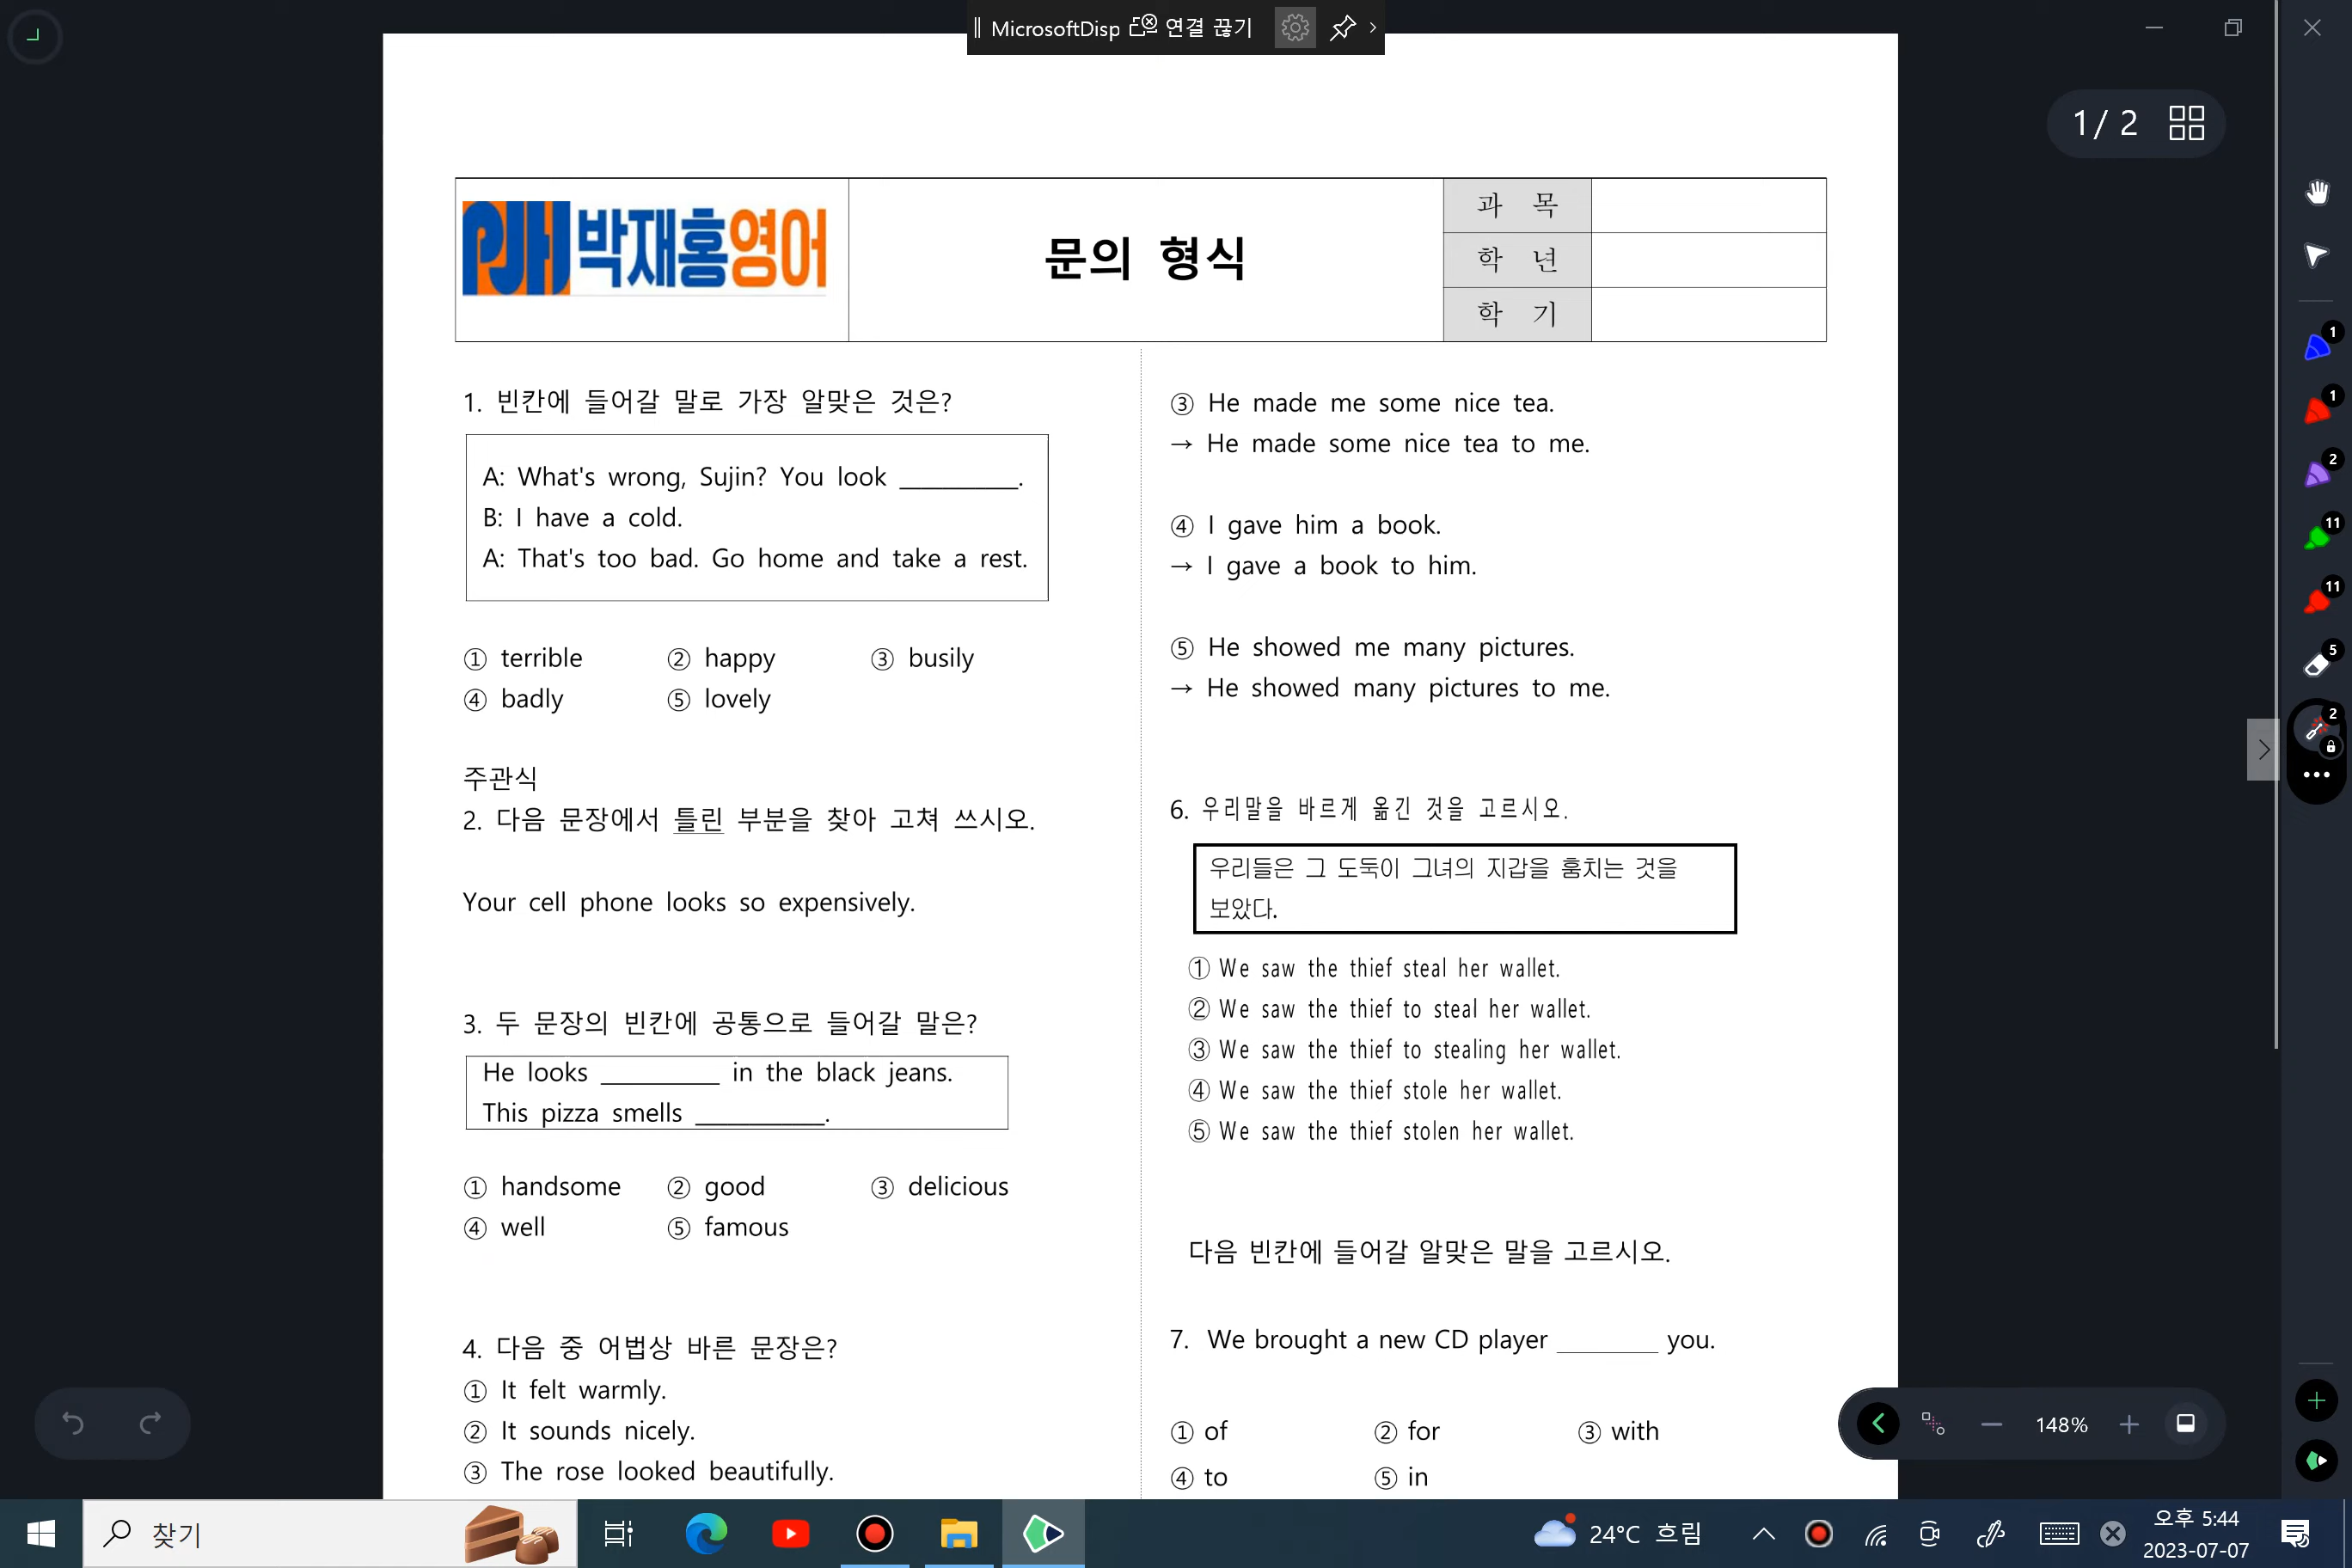 MicrosoftDisp 연결 끊기
1/ 2
PJH 박재홍영어
문의 형식
과 목
학 년
학 기
1. 빈칸에 들어갈 말로 가장 알맞은 것은?
A: What's wrong, Sujin? You look _________.
B: I have a cold.
A: That's too bad. Go home and take a rest.
① terrible ② happy ③ busily
④ badly ⑤ lovely
주관식
2. 다음 문장에서 틀린 부분을 찾아 고쳐 쓰시오.
Your cell phone looks so expensively.
3. 두 문장의 빈칸에 공통으로 들어갈 말은?
He looks _________ in the black jeans.
This pizza smells __________.
① handsome ② good ③ delicious
④ well ⑤ famous
4. 다음 중 어법상 바른 문장은?
① It felt warmly.
② It sounds nicely.
③ The rose looked beautifully.
③ He made me some nice tea.
→ He made some nice tea to me.
④ I gave him a book.
→ I gave a book to him.
⑤ He showed me many pictures.
→ He showed many pictures to me.
6. 우리말을 바르게 옮긴 것을 고르시오.
우리들은 그 도둑이 그녀의 지갑을 훔치는 것을
보았다.
① We saw the thief steal her wallet.
② We saw the thief to steal her wallet.
③ We saw the thief to stealing her wallet.
④ We saw the thief stole her wallet.
⑤ We saw the thief stolen her wallet.
다음 빈칸에 들어갈 알맞은 말을 고르시오.
7. We brought a new CD player ________ you.
① of ② for ③ with
④ to ⑤ in
1
1
2
11
11
5
2
148%
찾기
24°C 흐림
오후 5:44
2023-07-07